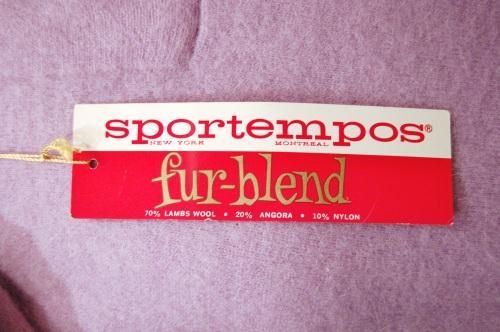 sportempos®
NEW YORK MONTREAL
fur-blend
70% LAMBS WOOL • 20% ANGORA • 10% NYLON